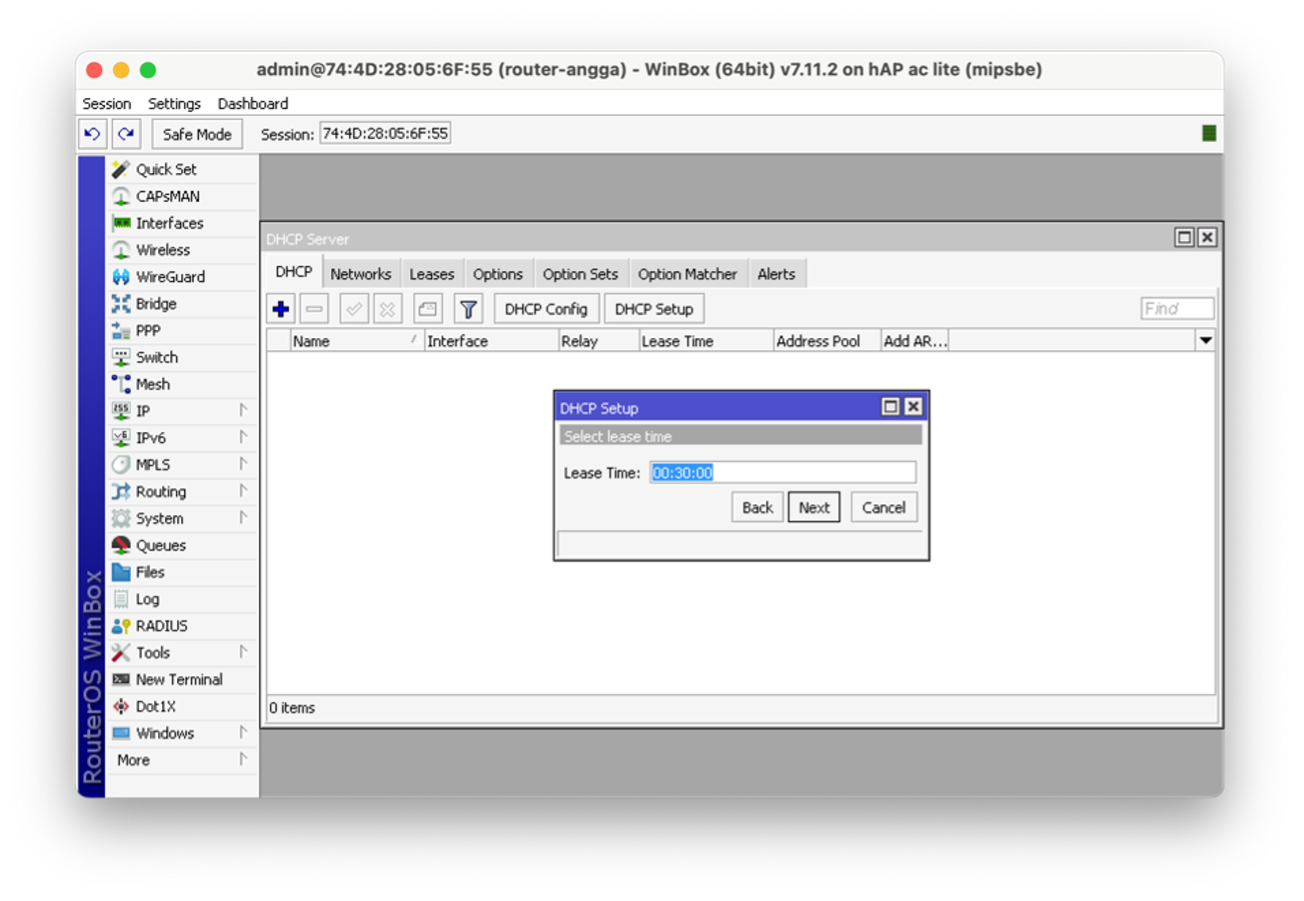 admin@74:4D:28:05:6F:55 (router-angga) - WinBox (64bit) v7.11.2 on hAP ac lite (mipsbe)
Session Settings Dashboard
Safe Mode Session: 74:4D:28:05:6F:55
Quick Set
CAPsMAN
Interfaces
Wireless
WireGuard
Bridge
PPP
Switch
Mesh
IP
IPv6
MPLS
Routing
System
Queues
Files
Log
RADIUS
Tools
New Terminal
Dot1X
Windows
More
RouterOS WinBox
DHCP Server
DHCP Networks Leases Options Option Sets Option Matcher Alerts
DHCP Config DHCP Setup Find
Name Interface Relay Lease Time Address Pool Add AR...
DHCP Setup
Select lease time
Lease Time: 00:30:00
Back Next Cancel
0 items